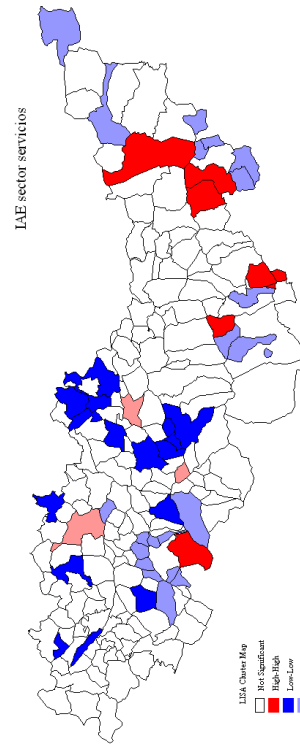 IAE sector servicios
LISA Cluster Map
Not Significant
High-High
Low-Low